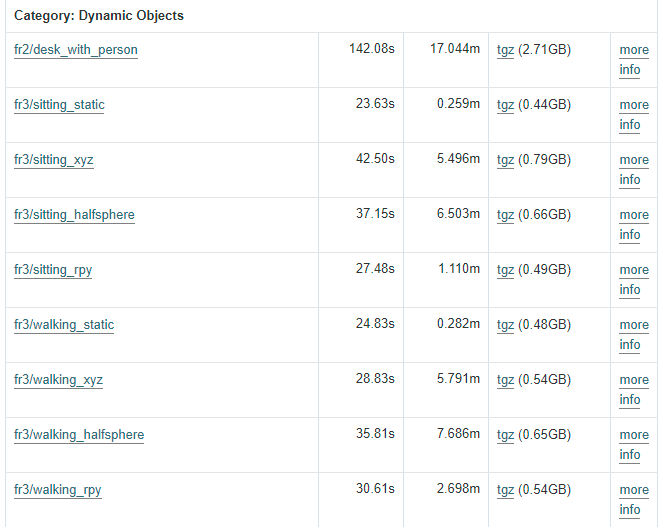 Category: Dynamic Objects
fr2/desk_with_person 142.08s 17.044m tgz (2.71GB) more
info
fr3/sitting_static 23.63s 0.259m tgz (0.44GB) more
info
fr3/sitting_xyz 42.50s 5.496m tgz (0.79GB) more
info
fr3/sitting_halfsphere 37.15s 6.503m tgz (0.66GB) more
info
fr3/sitting_rpy 27.48s 1.110m tgz (0.49GB) more
info
fr3/walking_static 24.83s 0.282m tgz (0.48GB) more
info
fr3/walking_xyz 28.83s 5.791m tgz (0.54GB) more
info
fr3/walking_halfsphere 35.81s 7.686m tgz (0.65GB) more
info
fr3/walking_rpy 30.61s 2.698m tgz (0.54GB) more
info